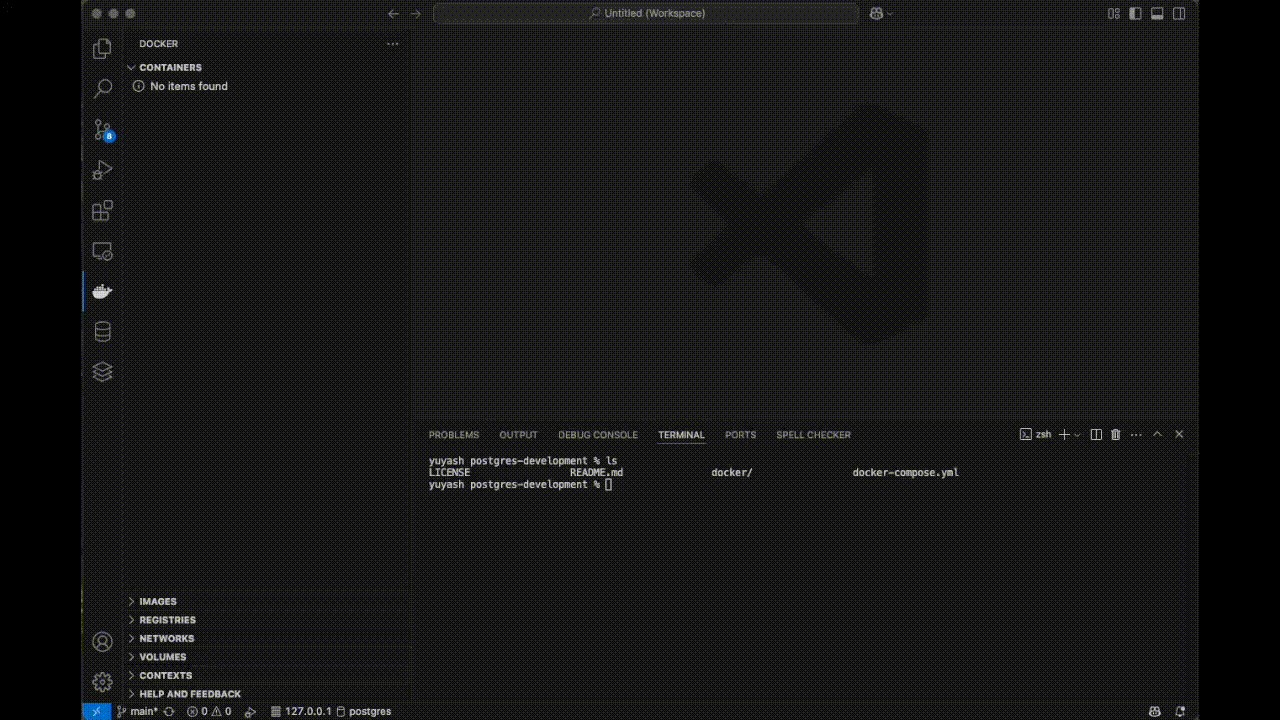 Untitled (Workspace)
DOCKER
CONTAINERS
No items found
8
PROBLEMS OUTPUT DEBUG CONSOLE TERMINAL PORTS SPELL CHECKER zsh
yuyash postgres-development % ls
LICENSE README.md docker/ docker-compose.yml
yuyash postgres-development %
IMAGES
REGISTRIES
NETWORKS
VOLUMES
CONTEXTS
HELP AND FEEDBACK
main* 0 0 127.0.0.1 postgres